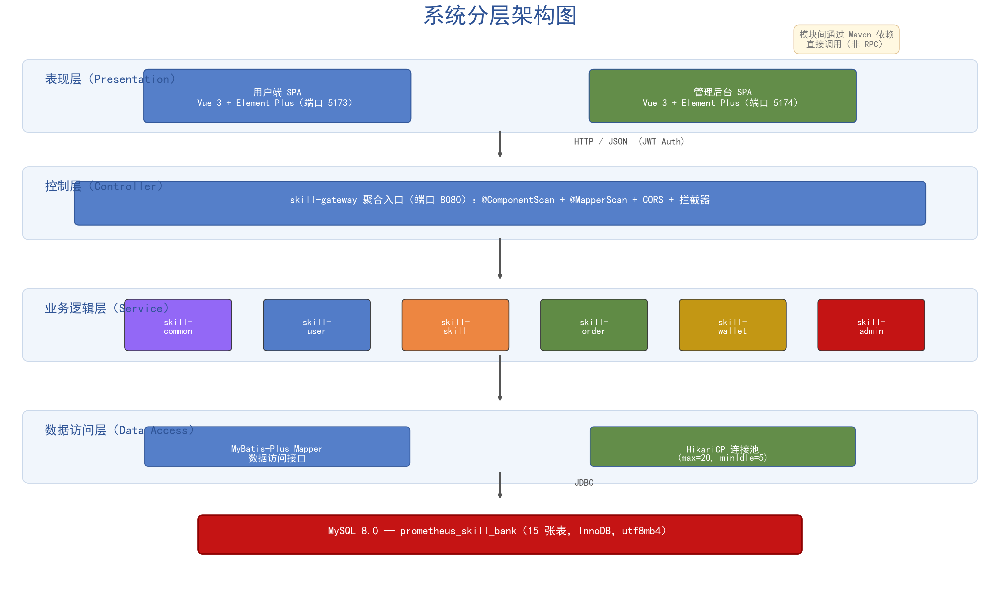 系统分层架构图
模块间通过 Maven 依赖
直接调用（非 RPC）
表现层（Presentation）
用户端 SPA
Vue 3 + Element Plus（端口 5173）
管理后台 SPA
Vue 3 + Element Plus（端口 5174）
HTTP / JSON （JWT Auth）
控制层（Controller）
skill-gateway 聚合入口（端口 8080）：@ComponentScan + @MapperScan + CORS + 拦截器
业务逻辑层（Service）
skill-
common
skill-
user
skill-
skill
skill-
order
skill-
wallet
skill-
admin
数据访问层（Data Access）
MyBatis-Plus Mapper
数据访问接口
HikariCP 连接池
（max=20, minIdle=5）
JDBC
MySQL 8.0 —— prometheus_skill_bank（15 张表，InnoDB，utf8mb4）